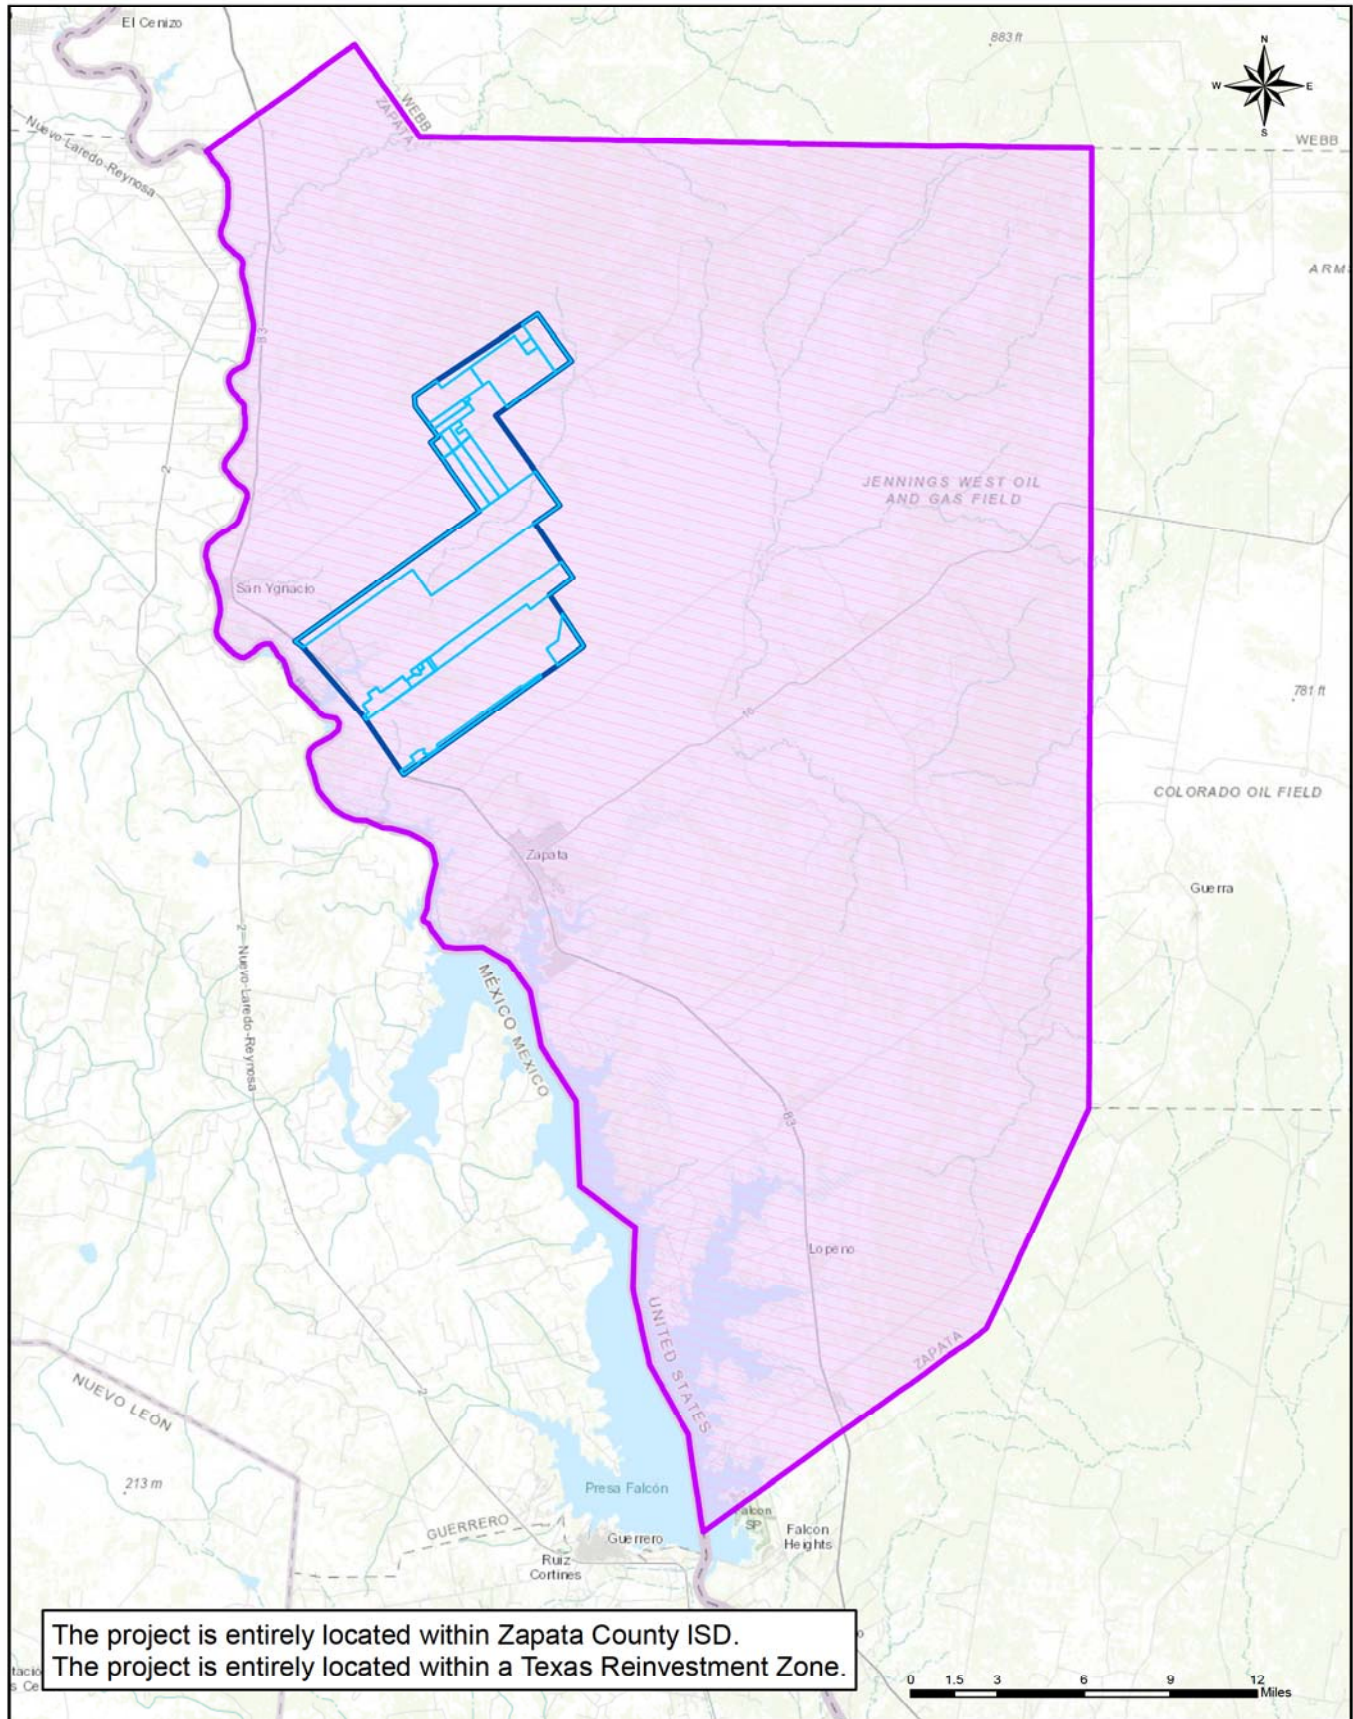 El Cenizo
883 ft
N
W E
S
WEBB
ZAPATA
WEBB
Nuevo-Laredo-Reynosa
83
2
JENNINGS WEST OIL
AND GAS FIELD
San Ygnacio
16
781 ft
COLORADO OIL FIELD
Zapata
Guerra
2
Nuevo-Laredo-Reynosa
MÉXICO MEXICO
83
Lopeno
UNITED STATES
ZAPATA
2
NUEVO LEÓN
213 m
Presa Falcón
GUERRERO
Guerrero
Falcon
SP
Falcon
Heights
Ruiz
Cortines
The project is entirely located within Zapata County ISD.
The project is entirely located within a Texas Reinvestment Zone.
0 1.5 3 6 9 12
Miles